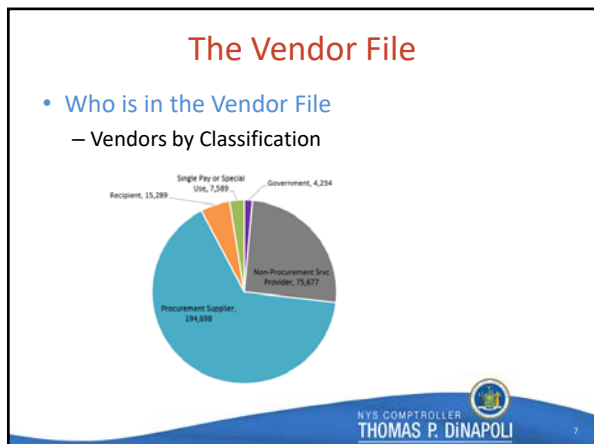 The Vendor File
• Who is in the Vendor File
– Vendors by Classification
Single Pay or Special
Use, 7,589
Government, 4,234
Recipient, 15,289
Non-Procurement Srvc
Provider, 75,677
Procurement Supplier,
194,698
NYS COMPTROLLER
THOMAS P. DiNAPOLI
7